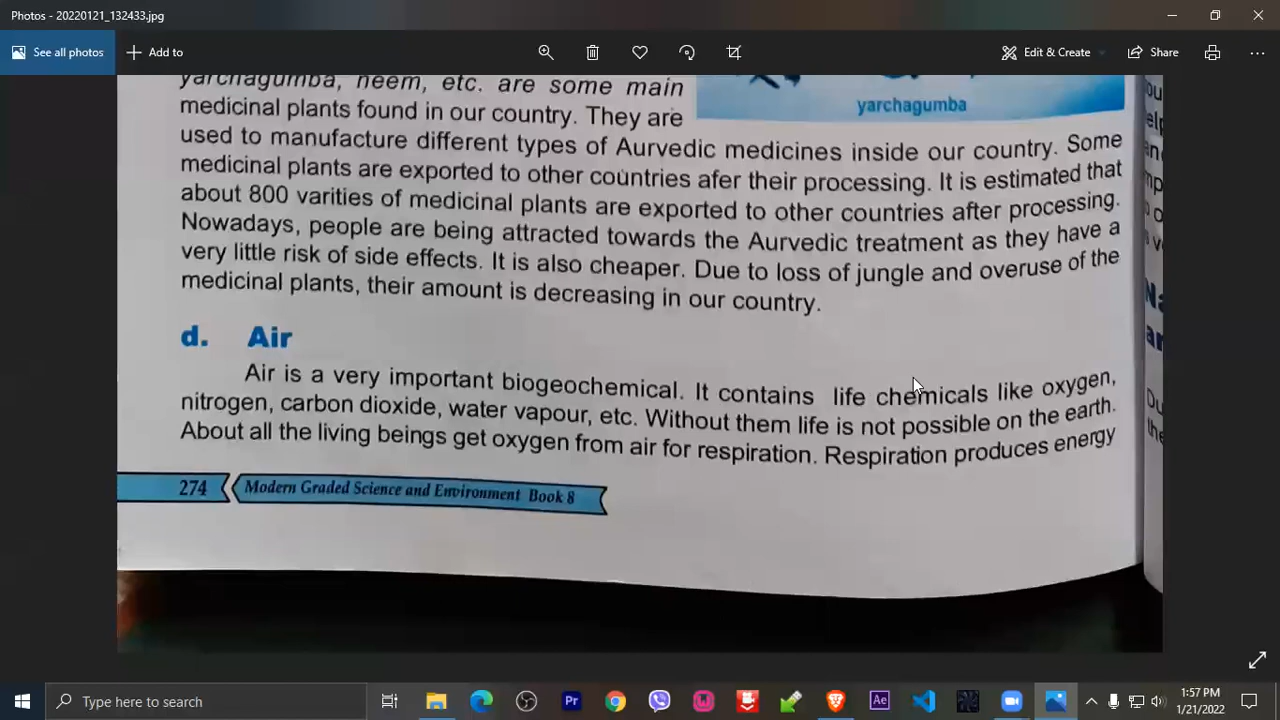 Photos - 20220121_132433.jpg
See all photos
Add to
Edit & Create
Share
yarchagumba, neem, etc. are some main
yarchagumba
medicinal plants found in our country. They are
used to manufacture different types of Aurvedic medicines inside our country. Some
medicinal plants are exported to other countries afer their processing. It is estimated that
about 800 varities of medicinal plants are exported to other countries after processing.
Nowadays, people are being attracted towards the Aurvedic treatment as they have a
very little risk of side effects. It is also cheaper. Due to loss of jungle and overuse of the
medicinal plants, their amount is decreasing in our country.
d. Air
Air is a very important biogeochemical. It contains life chemicals like oxygen,
nitrogen, carbon dioxide, water vapour, etc. Without them life is not possible on the earth.
About all the living beings get oxygen from air for respiration. Respiration produces energy
274 Modern Graded Science and Environment Book 8
Type here to search
Pr
Ae
1:57 PM
1/21/2022